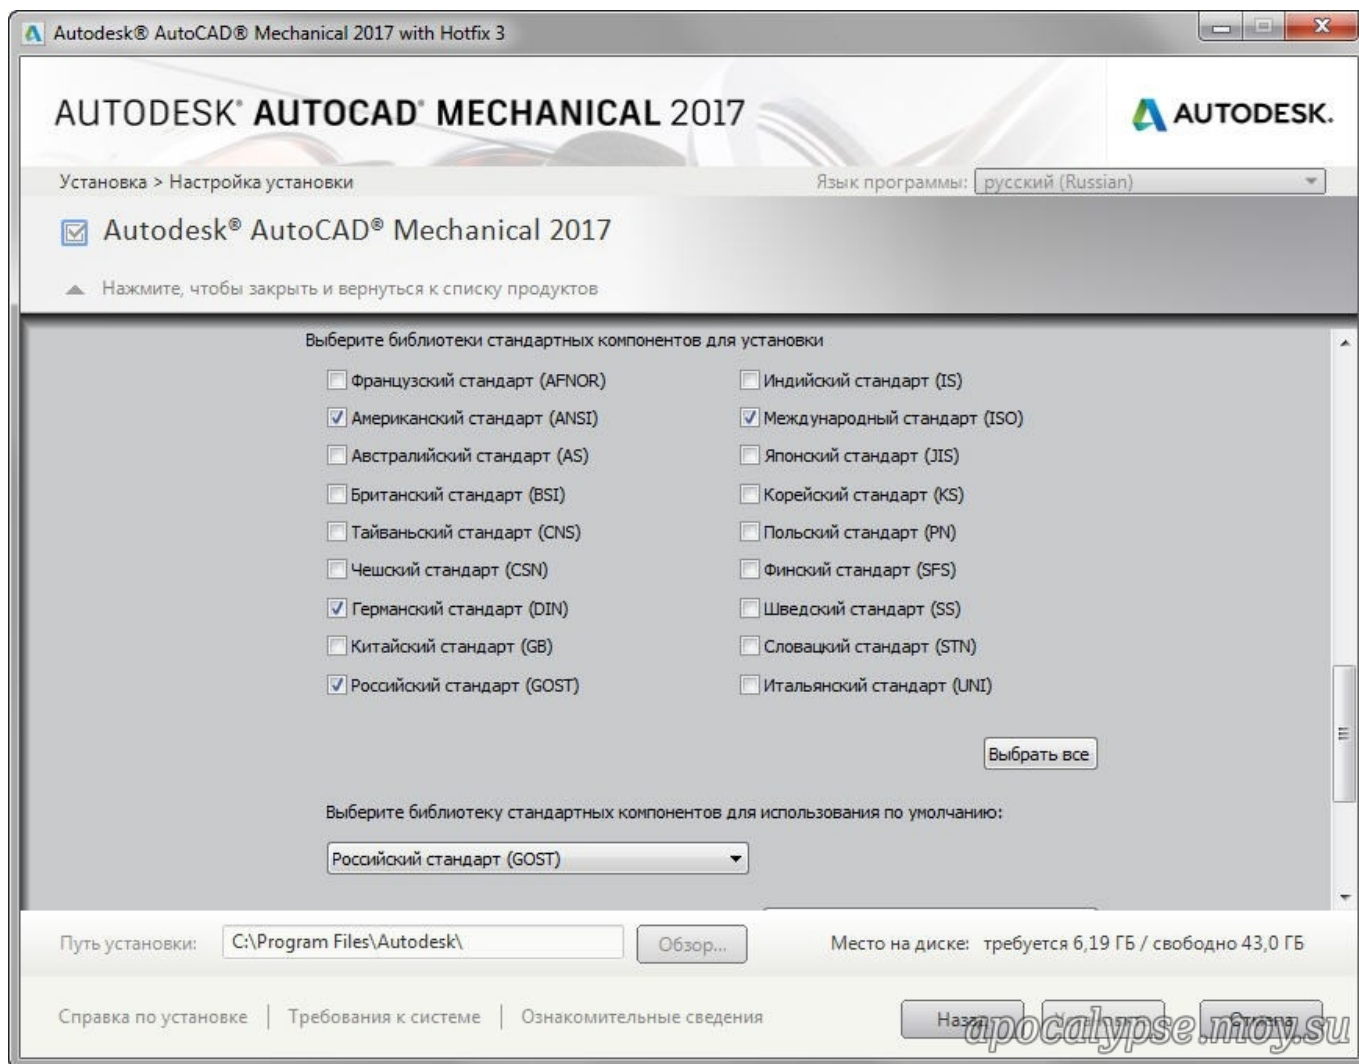 Autodesk® AutoCAD® Mechanical 2017 with Hotfix 3
AUTODESK® AUTOCAD® MECHANICAL 2017
AUTODESK.
Установка > Настройка установки
Язык программы: русский (Russian)
Autodesk® AutoCAD® Mechanical 2017
Нажмите, чтобы закрыть и вернуться к списку продуктов
Выберите библиотеки стандартных компонентов для установки
Французский стандарт (AFNOR) Индийский стандарт (IS)
Американский стандарт (ANSI) Международный стандарт (ISO)
Австралийский стандарт (AS) Японский стандарт (JIS)
Британский стандарт (BSI) Корейский стандарт (KS)
Тайваньский стандарт (CNS) Польский стандарт (PN)
Чешский стандарт (CSN) Финский стандарт (SFS)
Германский стандарт (DIN) Шведский стандарт (SS)
Китайский стандарт (GB) Словацкий стандарт (STN)
Российский стандарт (GOST) Итальянский стандарт (UNI)
Выбрать все
Выберите библиотеку стандартных компонентов для использования по умолчанию:
Российский стандарт (GOST)
Путь установки: C:\Program Files\Autodesk\ Обзор... Место на диске: требуется 6,19 ГБ / свободно 43,0 ГБ
Справка по установке | Требования к системе | Ознакомительные сведения Назад Отмена
apocalypse.moy.su